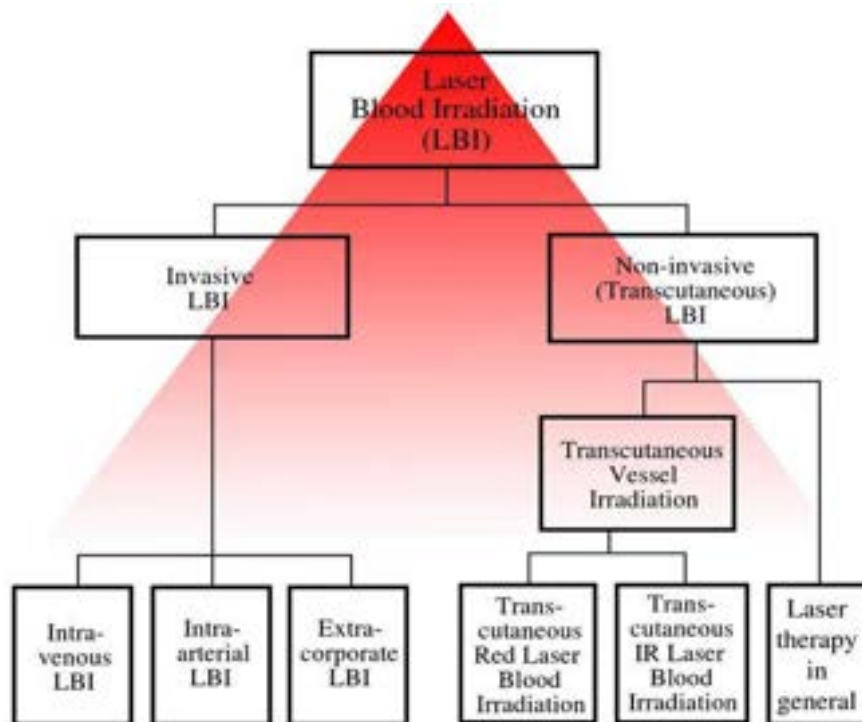 Laser
Blood Irradiation
(LBI)
Invasive
LBI
Non-invasive
(Transcutaneous)
LBI
Transcutaneous
Vessel
Irradiation
Intra-
venous
LBI
Intra-
arterial
LBI
Extra-
corporate
LBI
Trans-
cutaneous
Red Laser
Blood
Irradiation
Trans-
cutaneous
IR Laser
Blood
Irradiation
Laser
therapy
in
general